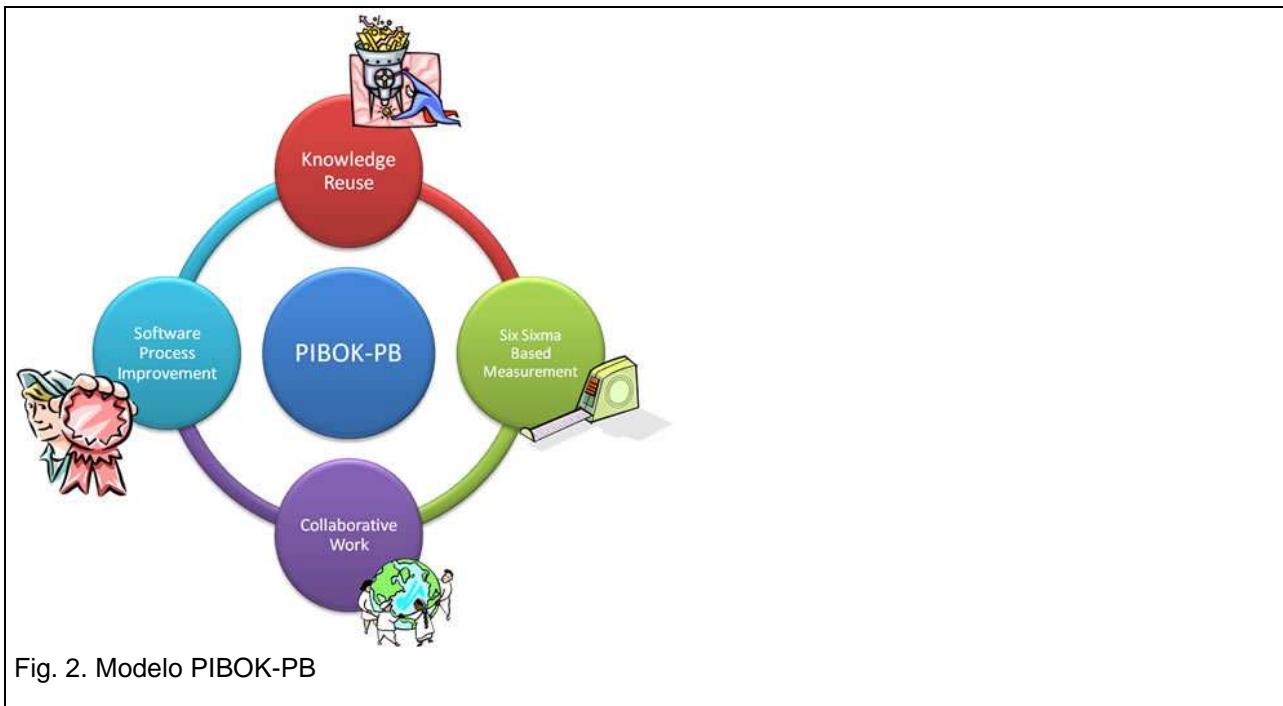 Knowledge
Reuse
Software
Process
Improvement
PIBOK-PB
Six Sixma
Based
Measurement
Collaborative
Work
Fig. 2. Modelo PIBOK-PB